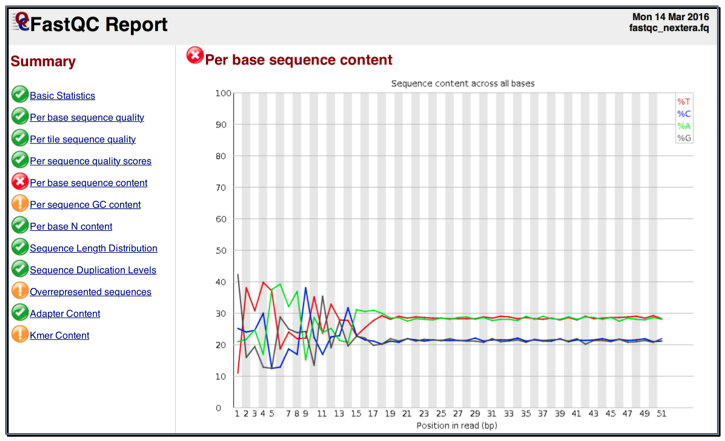 FastQC Report
Mon 14 Mar 2016
fastqc_nextera.fq
Summary
Basic Statistics
Per base sequence quality
Per tile sequence quality
Per sequence quality scores
Per base sequence content
Per sequence GC content
Per base N content
Sequence Length Distribution
Sequence Duplication Levels
Overrepresented sequences
Adapter Content
Kmer Content
Per base sequence content
Sequence content across all bases
100
90
80
70
60
50
40
30
20
10
0
%T
%C
%A
%G
1 2 3 4 5 7 8 9 11 13 15 17 19 21 23 25 27 29 31 33 35 37 39 41 43 45 47 49 51
Position in read (bp)